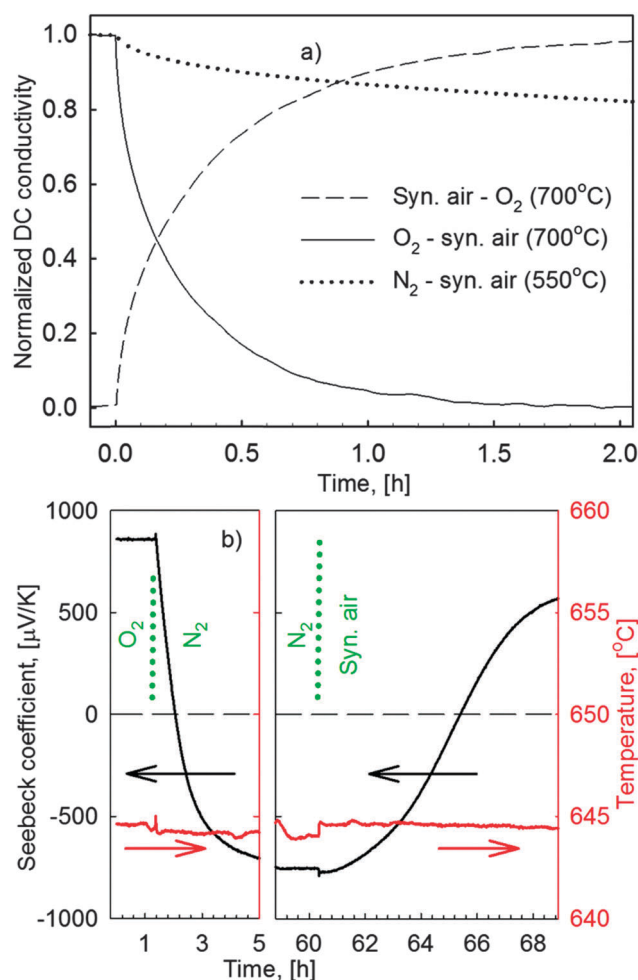 a)
1.0
0.8
0.6
0.4
0.2
0.0
Normalized DC conductivity
Syn. air - O₂ (700°C)
O₂ - syn. air (700°C)
N₂ - syn. air (550°C)
0.0 0.5 1.0 1.5 2.0
Time, [h]
b)
1000
500
0
-500
-1000
Seebeck coefficient, [µV/K]
O₂
N₂
N₂
Syn. air
660
655
650
645
640
Temperature, [°C]
1 3 5 60 62 64 66 68
Time, [h]